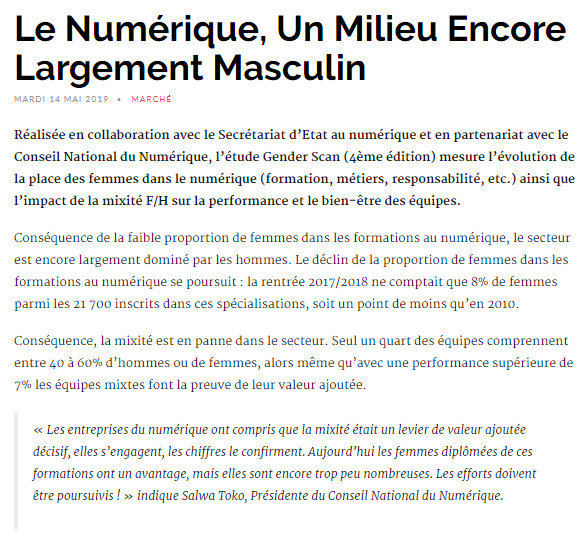 Le Numérique, Un Milieu Encore
Largement Masculin
MARDI 14 MAI 2019 • MARCHÉ
Réalisée en collaboration avec le Secrétariat d’Etat au numérique et en partenariat avec le
Conseil National du Numérique, l’étude Gender Scan (4ème édition) mesure l’évolution de
la place des femmes dans le numérique (formation, métiers, responsabilité, etc.) ainsi que
l’impact de la mixité F/H sur la performance et le bien-être des équipes.
Conséquence de la faible proportion de femmes dans les formations au numérique, le secteur
est encore largement dominé par les hommes. Le déclin de la proportion de femmes dans les
formations au numérique se poursuit : la rentrée 2017/2018 ne comptait que 8% de femmes
parmi les 21 700 inscrits dans ces spécialisations, soit un point de moins qu’en 2010.
Conséquence, la mixité est en panne dans le secteur. Seul un quart des équipes comprennent
entre 40 à 60% d’hommes ou de femmes, alors même qu’avec une performance supérieure de
7% les équipes mixtes font la preuve de leur valeur ajoutée.
« Les entreprises du numérique ont compris que la mixité était un levier de valeur ajoutée
décisif, elles s’engagent, les chiffres le confirment. Aujourd’hui les femmes diplômées de ces
formations ont un avantage, mais elles sont encore trop peu nombreuses. Les efforts doivent
être poursuivis ! » indique Salwa Toko, Présidente du Conseil National du Numérique.